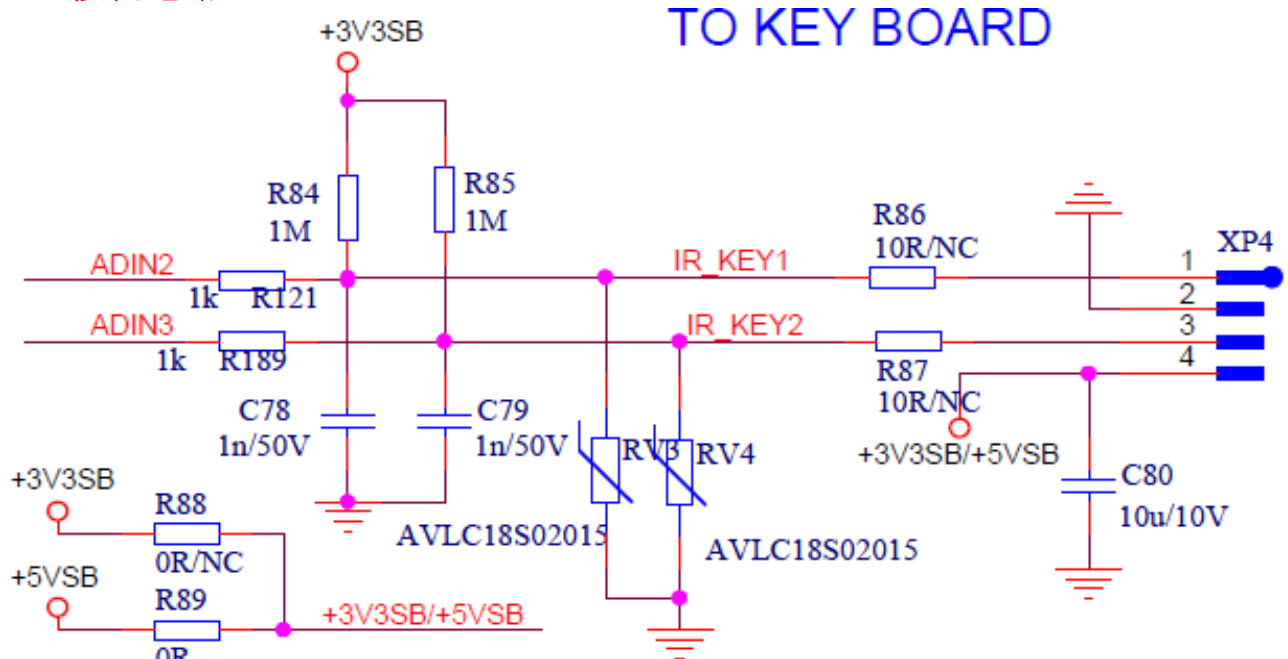 TO KEY BOARD
+3V3SB
R84
1M
R85
1M
R86
10R/NC
XP4
ADIN2
1k
R121
IR_KEY1
1
2
ADIN3
1k
R189
IR_KEY2
3
4
R87
10R/NC
C78
1n/50V
C79
1n/50V
RV3
RV4
+3V3SB/+5VSB
C80
10u/10V
AVLC18S02015
AVLC18S02015
+3V3SB
R88
0R/NC
+5VSB
R89
0R
+3V3SB/+5VSB